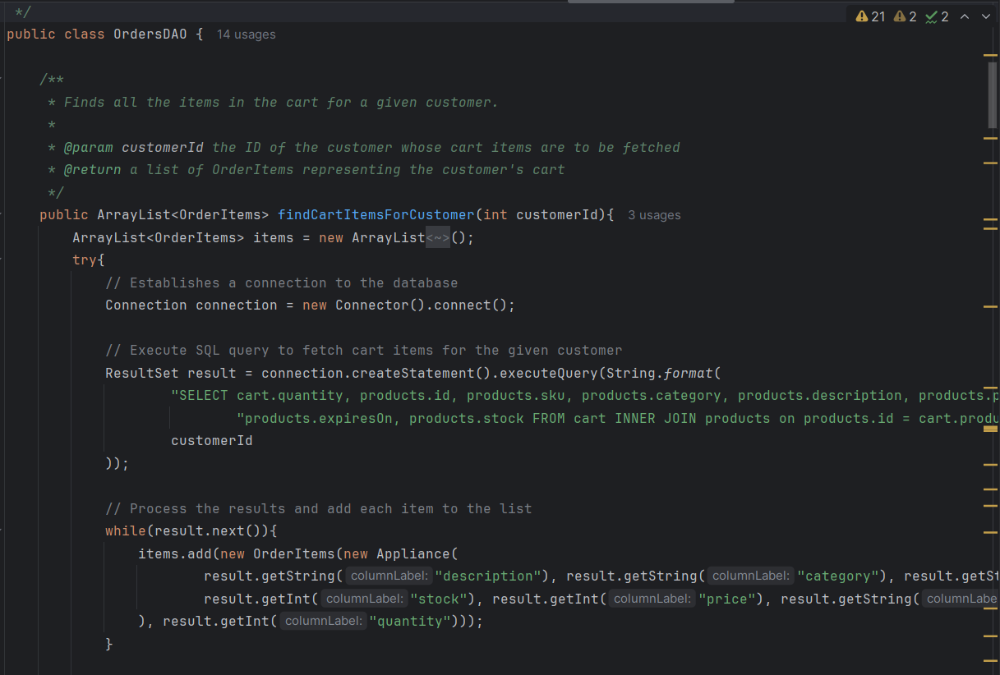 */
21 2 2
public class OrdersDAO { 14 usages
/**
* Finds all the items in the cart for a given customer.
*
* @param customerId the ID of the customer whose cart items are to be fetched
* @return a list of OrderItems representing the customer's cart
*/
public ArrayList<OrderItems> findCartItemsForCustomer(int customerId){ 3 usages
ArrayList<OrderItems> items = new ArrayList<~>();
try{
// Establishes a connection to the database
Connection connection = new Connector().connect();
// Execute SQL query to fetch cart items for the given customer
ResultSet result = connection.createStatement().executeQuery(String.format(
"SELECT cart.quantity, products.id, products.sku, products.category, products.description, products.p
"products.expiresOn, products.stock FROM cart INNER JOIN products on products.id = cart.produ
customerId
));
// Process the results and add each item to the list
while(result.next()){
items.add(new OrderItems(new Appliance(
result.getString( columnLabel: "description"), result.getString( columnLabel: "category"), result.getSt
result.getInt( columnLabel: "stock"), result.getInt( columnLabel: "price"), result.getString( columnLabe
), result.getInt( columnLabel: "quantity")));
}